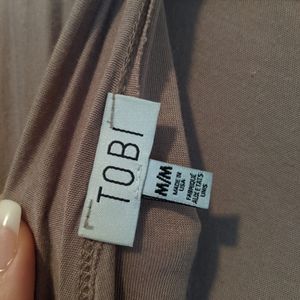 TOBI
M/M
MADE IN
USA
FABRIQUÉ
AUX ÉTATS
UNIS